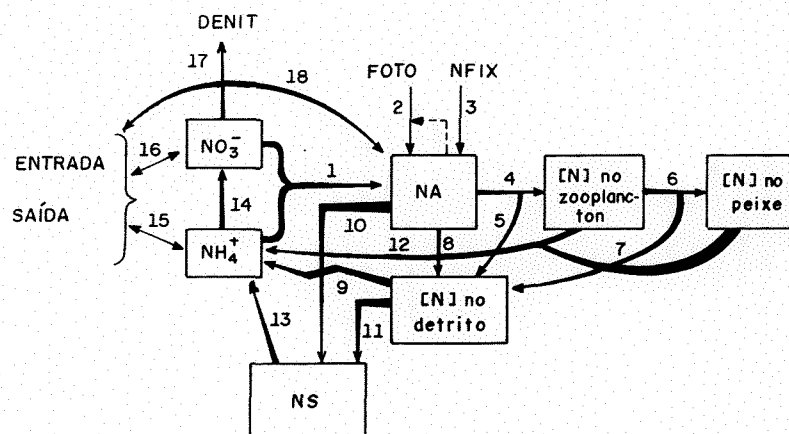 DENIT
17
18
FOTO
NFIX
2
3
ENTRADA
SAÍDA
16
15
NO₃⁻
14
NH₄⁺
1
NA
4
5
[N] no
zooplanc-
ton
6
[N] no
peixe
10
8
12
7
9
[N] no
detrito
13
11
NS